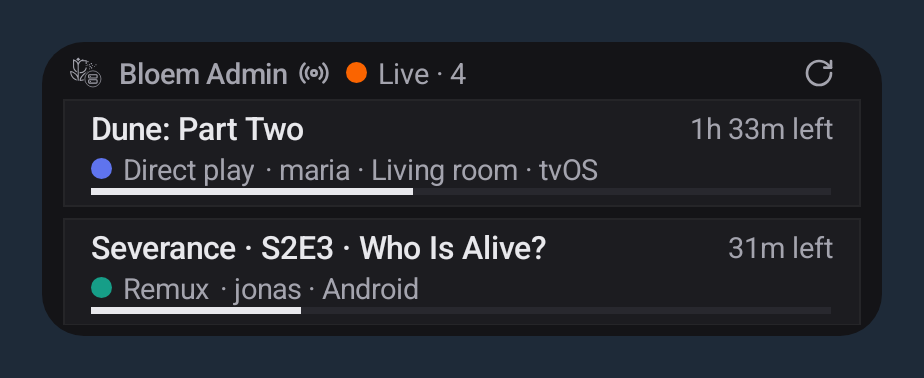 Bloem Admin Live · 4
Dune: Part Two 1h 33m left
Direct play · maria · Living room · tvOS
Severance · S2E3 · Who Is Alive? 31m left
Remux · jonas · Android